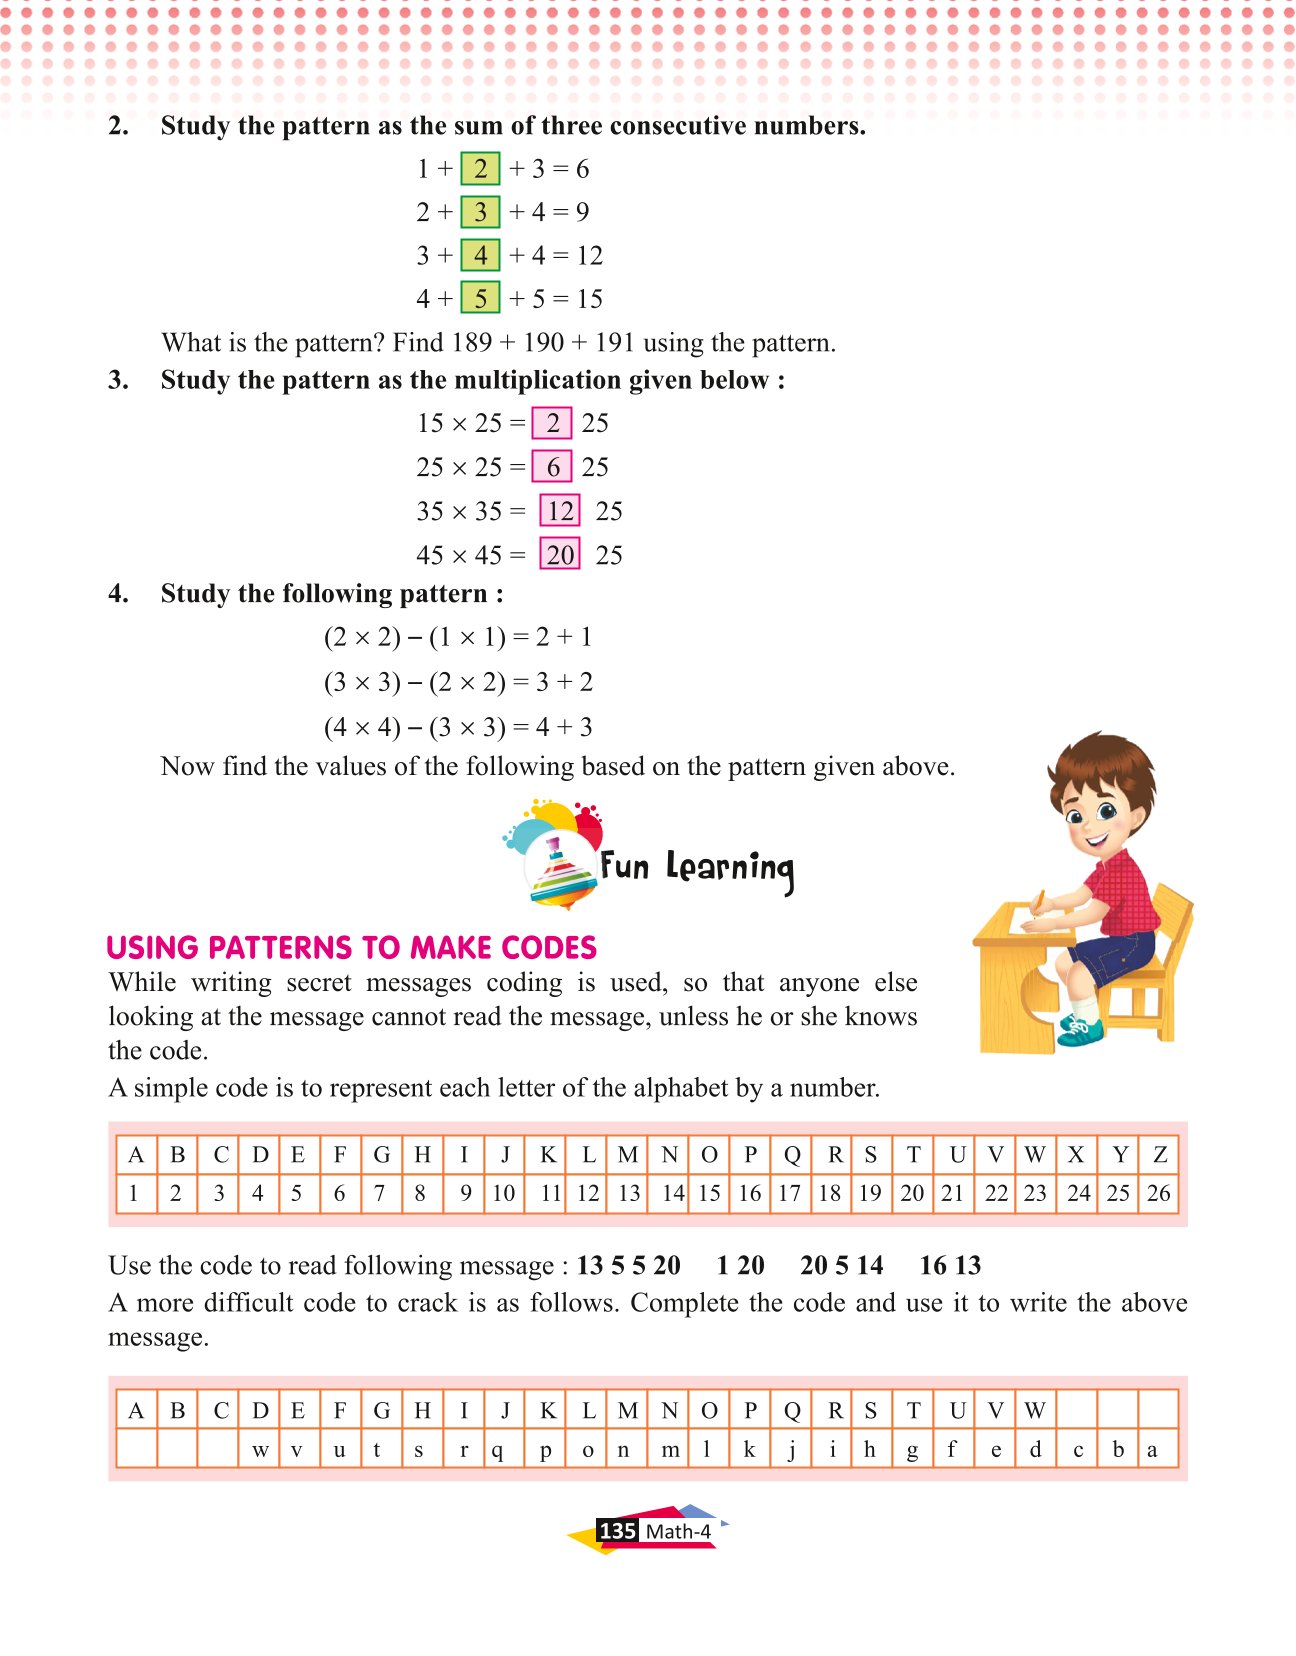 2. Study the pattern as the sum of three consecutive numbers.
1 + 2 + 3 = 6
2 + 3 + 4 = 9
3 + 4 + 4 = 12
4 + 5 + 5 = 15
What is the pattern? Find 189 + 190 + 191 using the pattern.
3. Study the pattern as the multiplication given below :
15 × 25 = 2 25
25 × 25 = 6 25
35 × 35 = 12 25
45 × 45 = 20 25
4. Study the following pattern :
(2 × 2) – (1 × 1) = 2 + 1
(3 × 3) – (2 × 2) = 3 + 2
(4 × 4) – (3 × 3) = 4 + 3
Now find the values of the following based on the pattern given above.
Fun Learning
USING PATTERNS TO MAKE CODES
While writing secret messages coding is used, so that anyone else
looking at the message cannot read the message, unless he or she knows
the code.
A simple code is to represent each letter of the alphabet by a number.
A B C D E F G H I J K L M N O P Q R S T U V W X Y Z
1 2 3 4 5 6 7 8 9 10 11 12 13 14 15 16 17 18 19 20 21 22 23 24 25 26
Use the code to read following message : 13 5 5 20 1 20 20 5 14 16 13
A more difficult code to crack is as follows. Complete the code and use it to write the above
message.
A B C D E F G H I J K L M N O P Q R S T U V W
w v u t s r q p o n m l k j i h g f e d c b a
135 Math-4